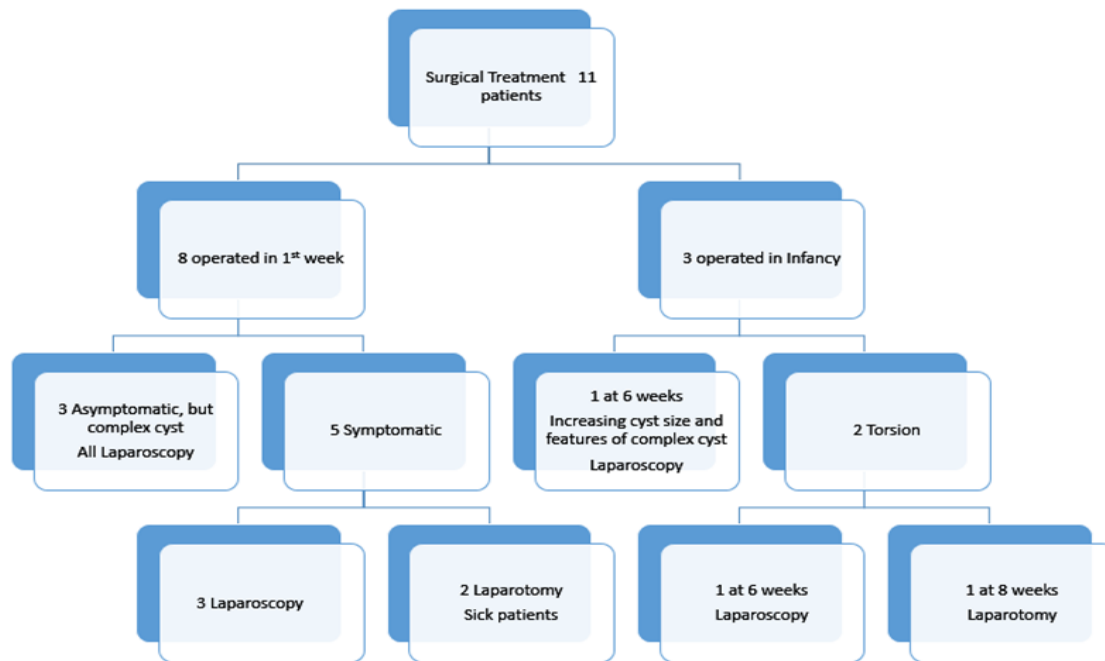 Surgical Treatment 11
patients
8 operated in 1st week
3 operated in Infancy
3 Asymptomatic, but
complex cyst
All Laparoscopy
5 Symptomatic
1 at 6 weeks
Increasing cyst size and
features of complex cyst
Laparoscopy
2 Torsion
3 Laparoscopy
2 Laparotomy
Sick patients
1 at 6 weeks
Laparoscopy
1 at 8 weeks
Laparotomy